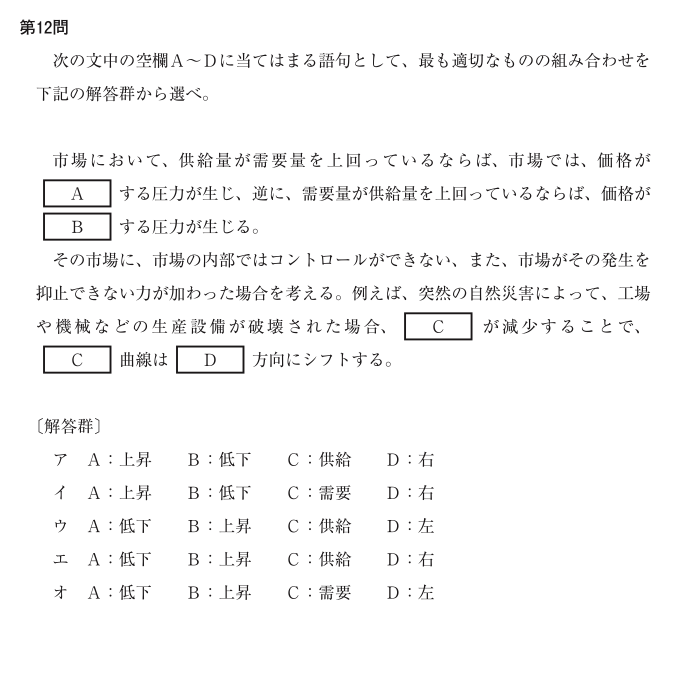 第12問
次の文中の空欄Ａ～Ｄに当てはまる語句として、最も適切なものの組み合わせを
下記の解答群から選べ。
市場において、供給量が需要量を上回っているならば、市場では、価格が
Ａ する圧力が生じ、逆に、需要量が供給量を上回っているならば、価格が
Ｂ する圧力が生じる。
その市場に、市場の内部ではコントロールができない、また、市場がその発生を
抑止できない力が加わった場合を考える。例えば、突然の自然災害によって、工場
や機械などの生産設備が破壊された場合、 Ｃ が減少することで、
Ｃ 曲線は Ｄ 方向にシフトする。
〔解答群〕
ア Ａ：上昇 Ｂ：低下 Ｃ：供給 Ｄ：右
イ Ａ：上昇 Ｂ：低下 Ｃ：需要 Ｄ：右
ウ Ａ：低下 Ｂ：上昇 Ｃ：供給 Ｄ：左
エ Ａ：低下 Ｂ：上昇 Ｃ：供給 Ｄ：右
オ Ａ：低下 Ｂ：上昇 Ｃ：需要 Ｄ：左